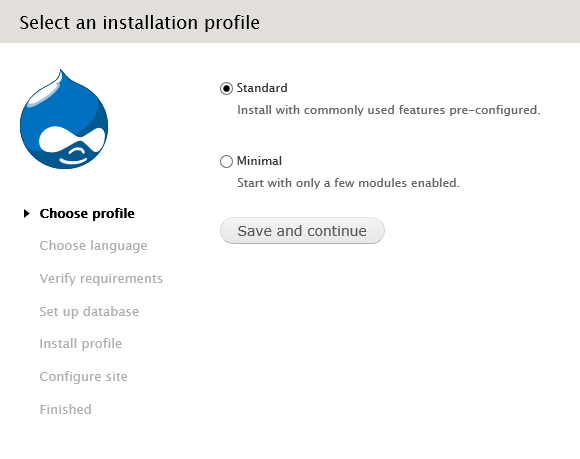 Select an installation profile
Standard
Install with commonly used features pre-configured.
Minimal
Start with only a few modules enabled.
Save and continue
Choose profile
Choose language
Verify requirements
Set up database
Install profile
Configure site
Finished